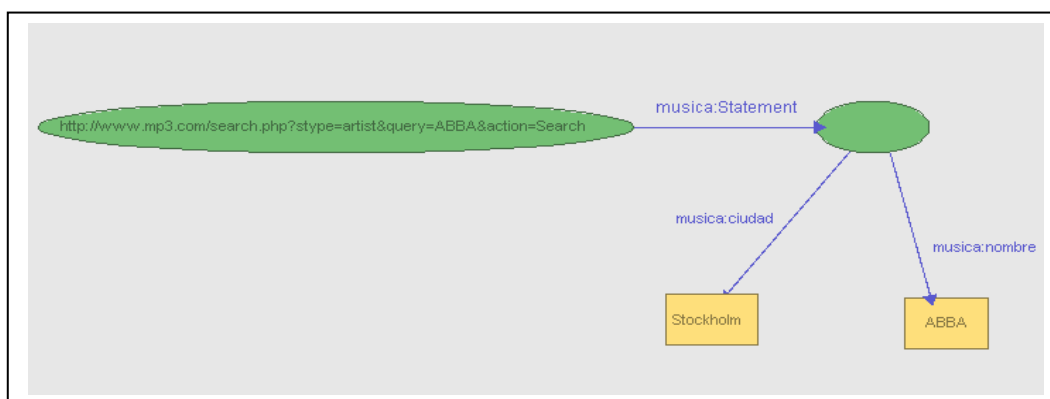 musica:Statement
http://www.mp3.com/search.php?stype=artist&query=ABBA&action=Search
musica:ciudad
musica:nombre
Stockholm
ABBA